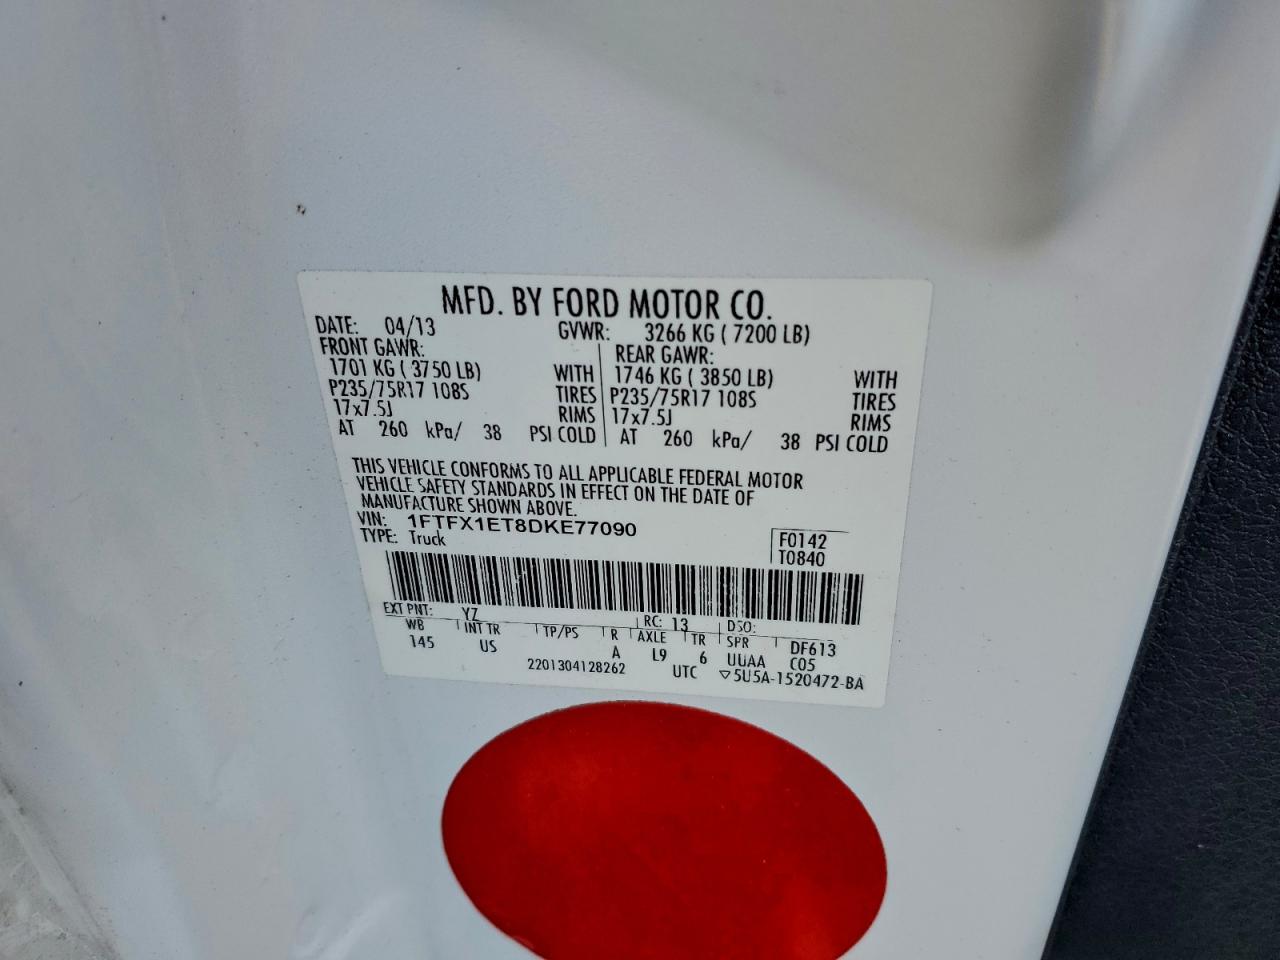 MFD. BY FORD MOTOR CO.
DATE: 04/13 GVWR: 3266 KG ( 7200 LB)
FRONT GAWR: REAR GAWR:
1701 KG ( 3750 LB) WITH 1746 KG ( 3850 LB) WITH
P235/75R17 108S TIRES P235/75R17 108S TIRES
17x7.5J RIMS 17x7.5J RIMS
AT 260 kPa/ 38 PSI COLD AT 260 kPa/ 38 PSI COLD
THIS VEHICLE CONFORMS TO ALL APPLICABLE FEDERAL MOTOR
VEHICLE SAFETY STANDARDS IN EFFECT ON THE DATE OF
MANUFACTURE SHOWN ABOVE.
VIN: 1FTFX1ET8DKE77090 F0142
TYPE: Truck T0840
EXT PNT: YZ RC: 13 DSO:
WB INT TR TP/PS R AXLE TR SPR DF613
145 US A L9 6 UUAA C05
2201304128262 UTC ▽5U5A-1520472-BA